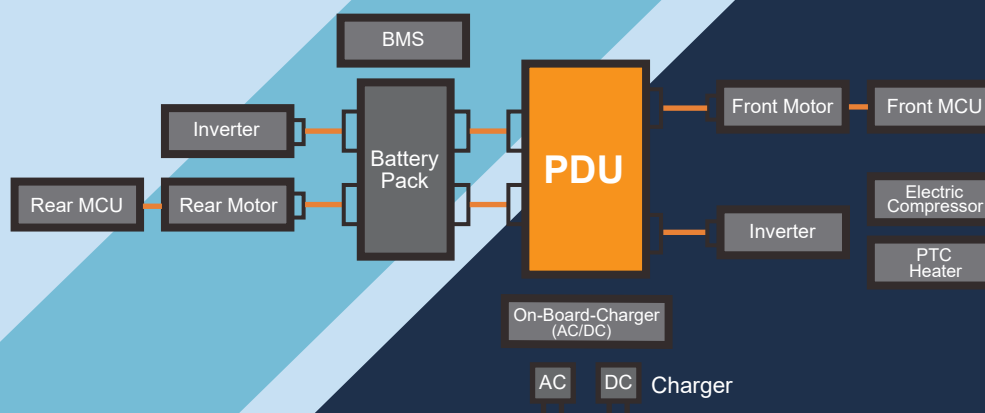 BMS
Inverter
Battery
Pack
PDU
Front Motor
Front MCU
Rear MCU
Rear Motor
Electric
Compressor
Inverter
PTC
Heater
On-Board-Charger
(AC/DC)
AC
DC
Charger